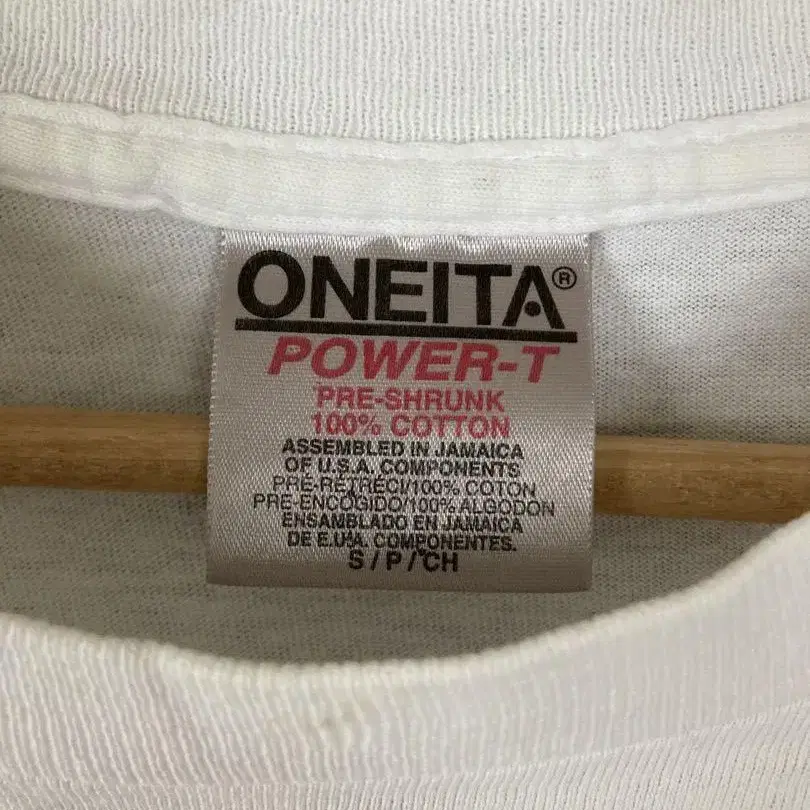 ONEITA®
POWER-T
PRE-SHRUNK
100% COTTON
ASSEMBLED IN JAMAICA
OF U.S.A. COMPONENTS
PRE-RETRECI/100% COTON
PRE-ENCOGIDO/100% ALGODON
ENSAMBLADO EN JAMAICA
DE E.U.A. COMPONENTES.
S / P / CH